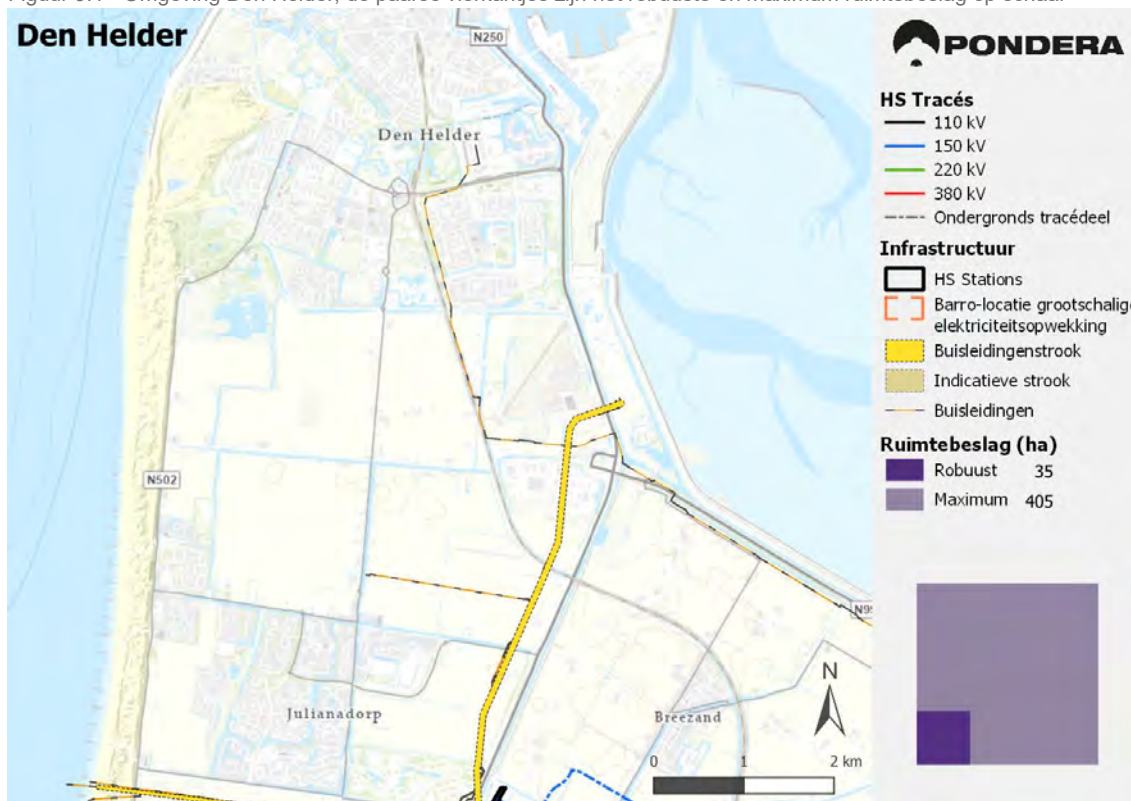 Den Helder
N250
Den Helder
N502
Julianadorp
Breezand
N99
N
0 1 2 km
PONDERA
HS Tracés
110 kV
150 kV
220 kV
380 kV
Ondergronds tracédeel
Infrastructuur
HS Stations
Barro-locatie grootschalige
elektriciteitsopwekking
Buisleidingenstrook
Indicatieve strook
Buisleidingen
Ruimtebeslag (ha)
Robuust 35
Maximum 405